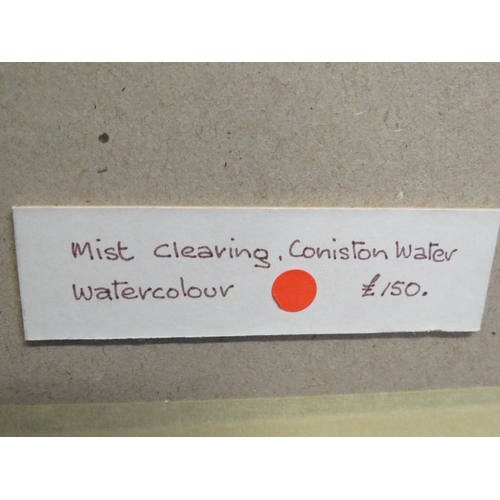 Mist Clearing, Coniston Water
Watercolour £150.